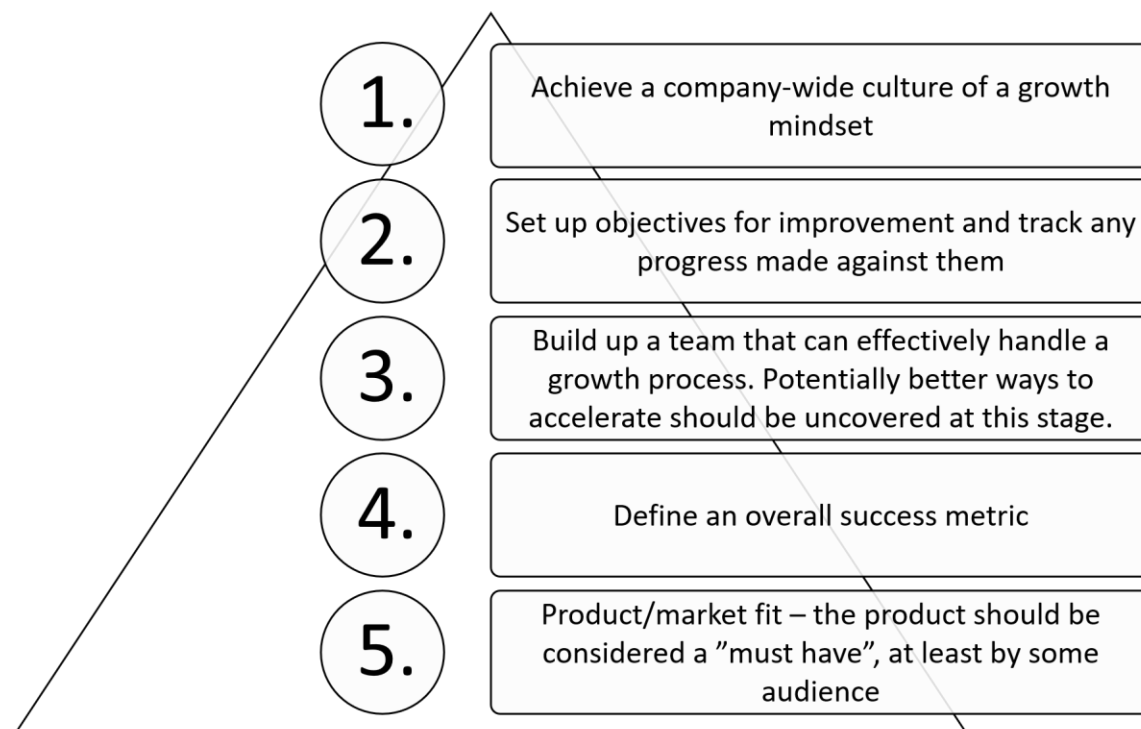 1.
Achieve a company-wide culture of a growth
mindset
2.
Set up objectives for improvement and track any
progress made against them
3.
Build up a team that can effectively handle a
growth process. Potentially better ways to
accelerate should be uncovered at this stage.
4.
Define an overall success metric
5.
Product/market fit – the product should be
considered a ”must have”, at least by some
audience